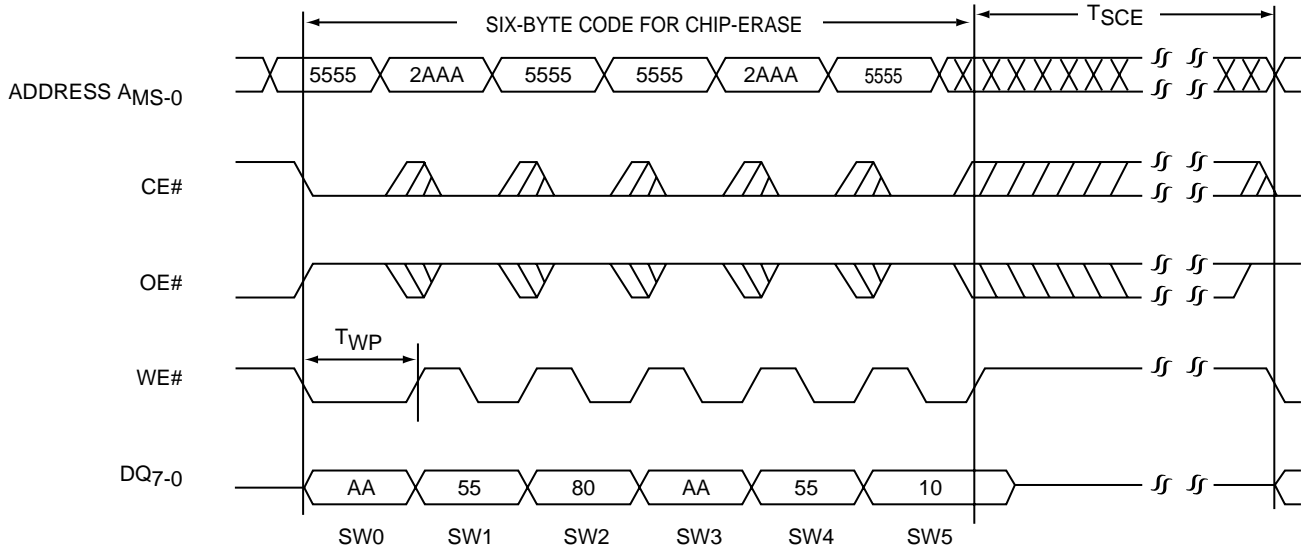 SIX-BYTE CODE FOR CHIP-ERASE TSCE
ADDRESS AMS-0 5555 2AAA 5555 5555 2AAA 5555
CE#
OE#
TWP
WE#
DQ7-0 AA 55 80 AA 55 10
SW0 SW1 SW2 SW3 SW4 SW5